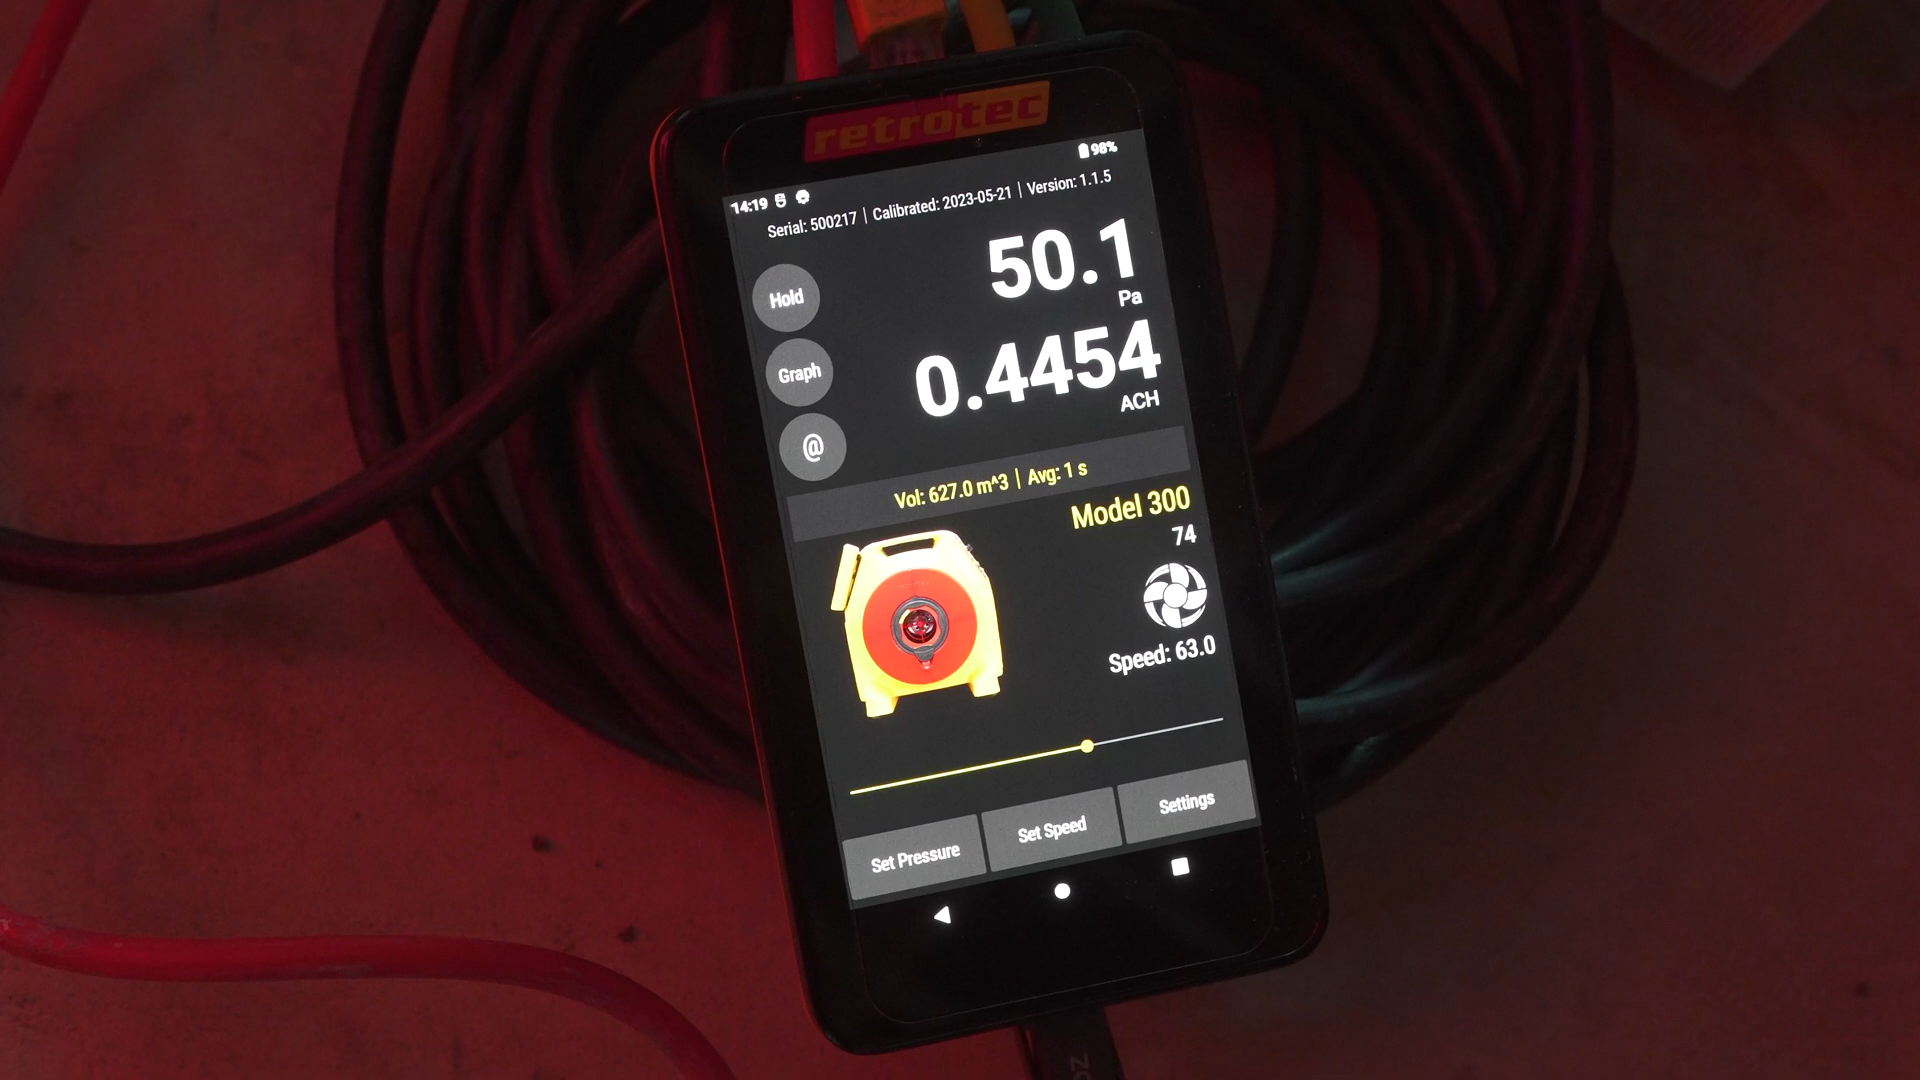 retrotec
98%
14:19
Serial: 500217 | Calibrated: 2023-05-21 | Version: 1.1.5
50.1
Pa
Hold
0.4454
ACH
Graph
@
Vol: 627.0 m^3 | Avg: 1 s
Model 300
74
Speed: 63.0
Set Pressure
Set Speed
Settings